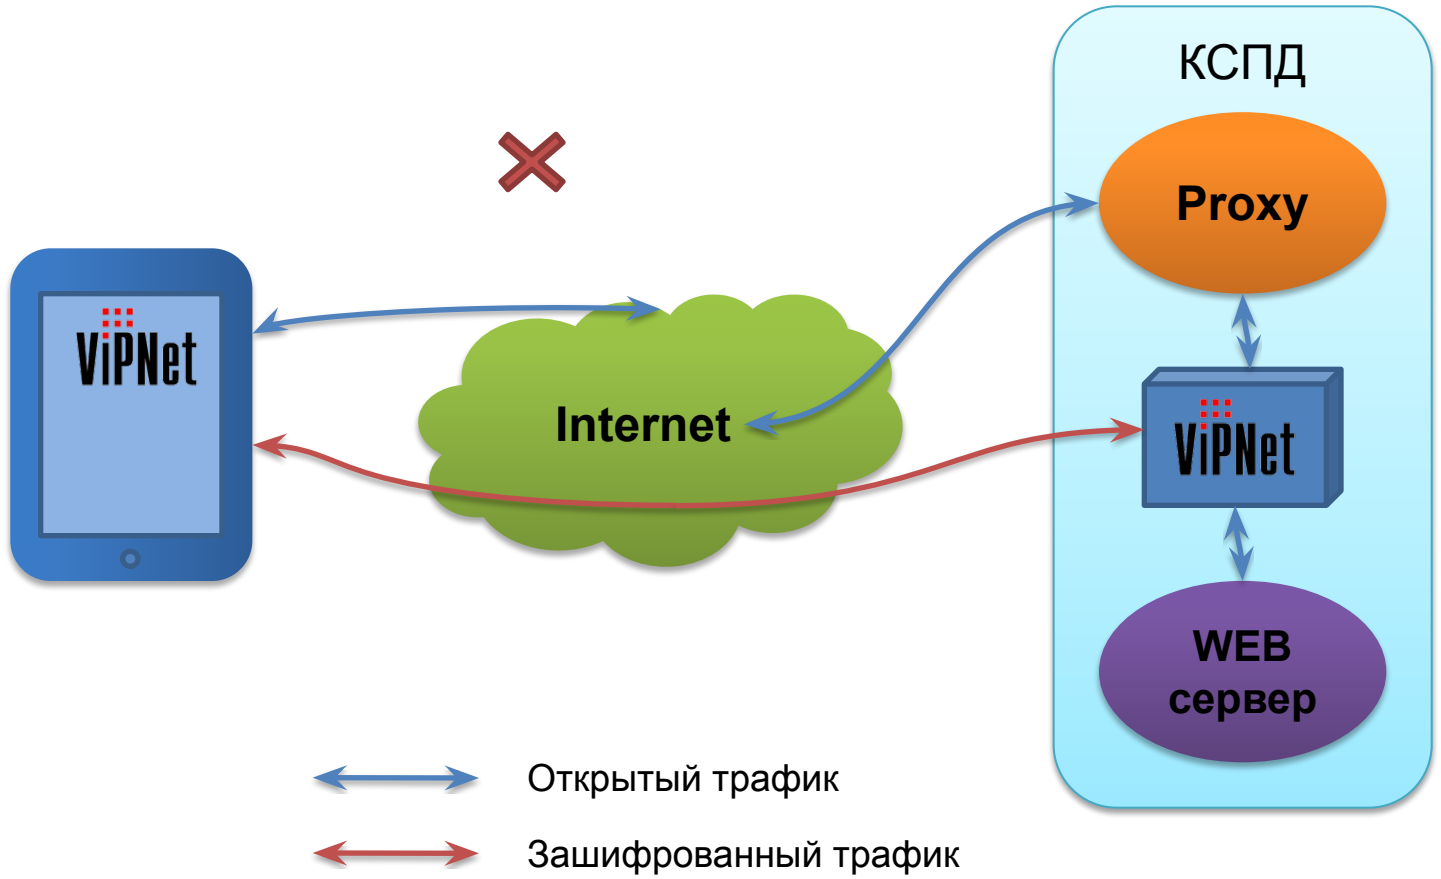 КСПД
Proxy
ViPNet
Internet
ViPNet
WEB
сервер
Открытый трафик
Зашифрованный трафик